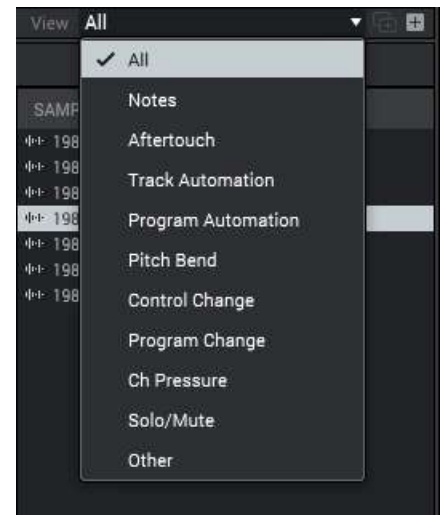 View All
All
Notes
SAMP
Aftertouch
198
198
Track Automation
198
Program Automation
198
Pitch Bend
198
198
Control Change
198
Program Change
Ch Pressure
Solo/Mute
Other